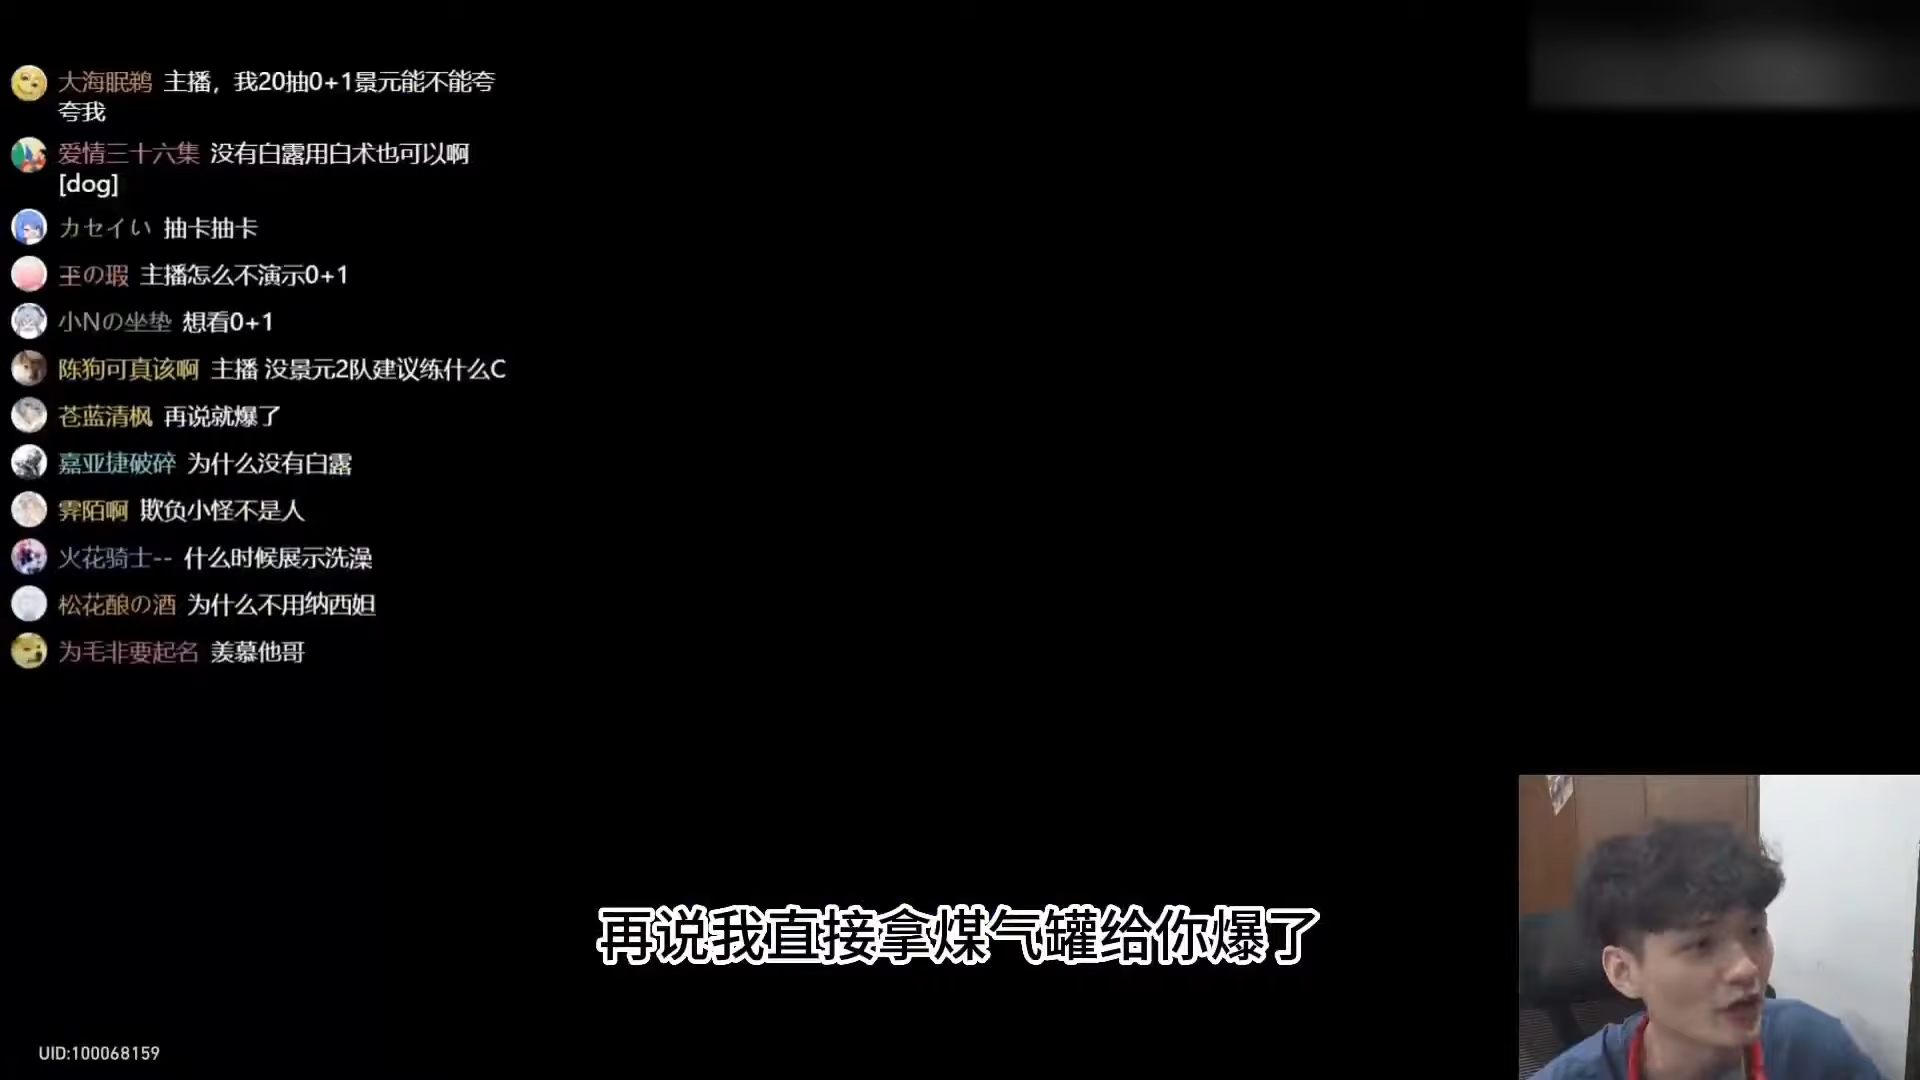 大海眠鹈 主播，我20抽0+1景元能不能夸
夸我
爱情三十六集 没有白露用白术也可以啊
[dog]
カセイい 抽卡抽卡
玊の瑕 主播怎么不演示0+1
小Nの坐垫 想看0+1
陈狗可真该啊 主播 没景元2队建议练什么C
苍蓝清枫 再说就爆了
嘉亚捷破碎 为什么没有白露
霁陌啊 欺负小怪不是人
火花骑士-- 什么时候展示洗澡
松花酿の酒 为什么不用纳西妲
为毛非要起名 羡慕他哥
再说我直接拿煤气罐给你爆了
UID:100068159